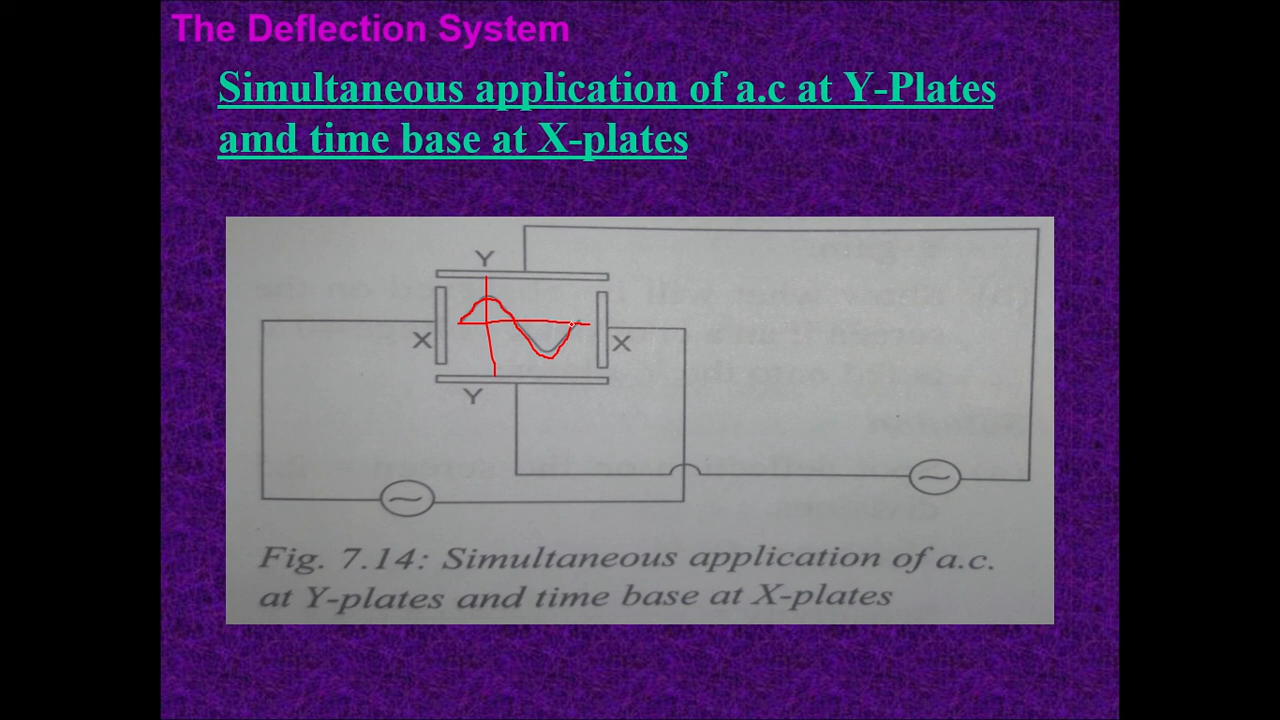 The Deflection System
Simultaneous application of a.c at Y-Plates
amd time base at X-plates
Y
X
X
Y
Fig. 7.14: Simultaneous application of a.c.
at Y-plates and time base at X-plates